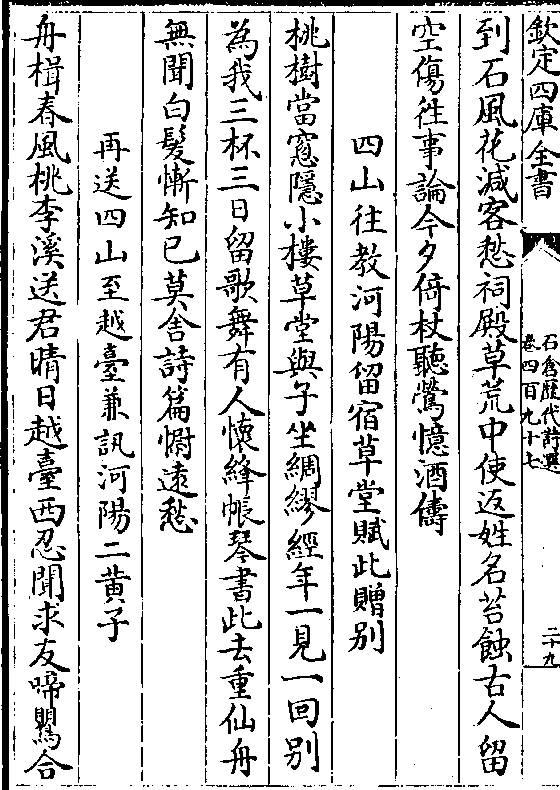 欽定四庫全書
石倉歷代詩選
卷四百九十七
二十九
到石風花減客愁祠殿草荒中使返姓名苔蝕古人留
空傷往事論今夕倚杖聽鶯憶酒儔
四山往教河陽留宿草堂賦此贈别
桃樹當窓隱小樓草堂與子坐綢繆經年一見一回别
為我三杯三日留歌舞有人懷絳帳琴書此去重仙舟
無聞白髮慚知已莫舍詩篇慰遠愁
再送四山至越臺兼訊河陽二黄子
舟楫春風桃李溪送君晴日越臺西忍聞求友啼鸎合